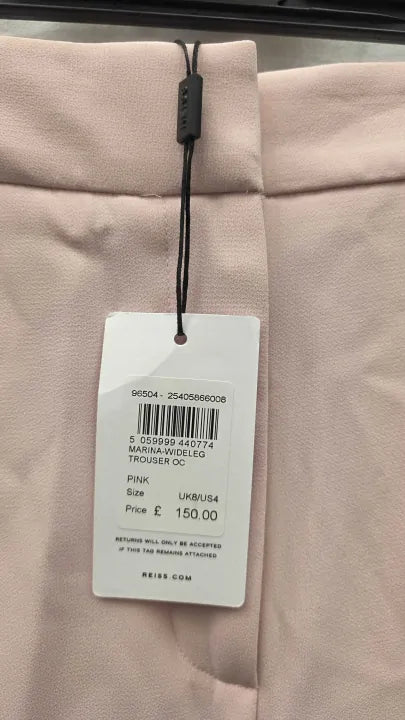 96504 - 25405866008
5 059999 440774
MARINA-WIDELEG
TROUSER OC
PINK
Size UK8/US4
Price £ 150.00
RETURNS WILL ONLY BE ACCEPTED
IF THIS TAG REMAINS ATTACHED
REISS.COM